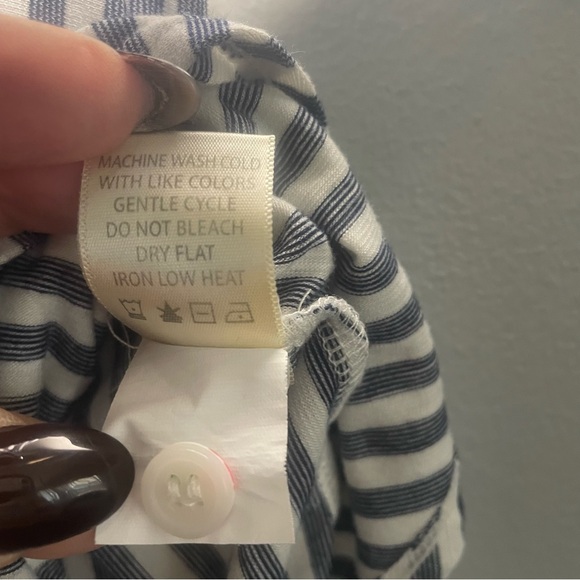 MACHINE WASH COLD
WITH LIKE COLORS
GENTLE CYCLE
DO NOT BLEACH
DRY FLAT
IRON LOW HEAT